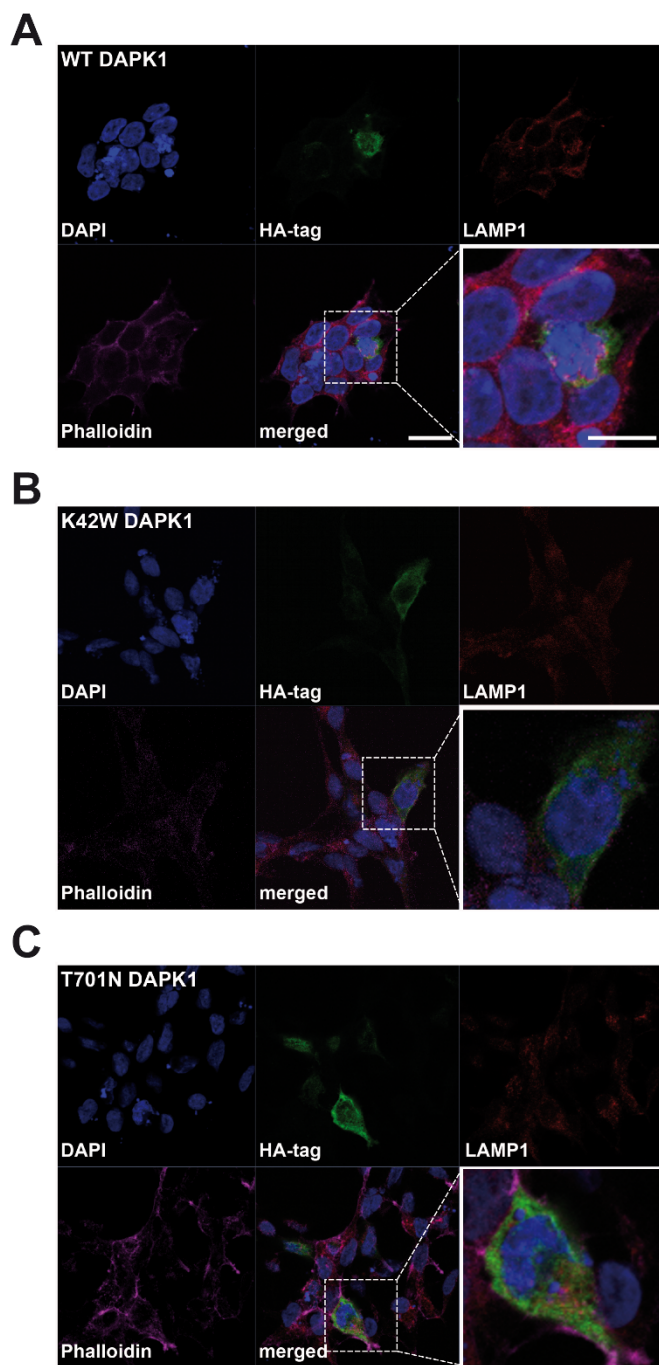 A
WT DAPK1
DAPI
HA-tag
LAMP1
Phalloidin
merged
B
K42W DAPK1
DAPI
HA-tag
LAMP1
Phalloidin
merged
C
T701N DAPK1
DAPI
HA-tag
LAMP1
Phalloidin
merged